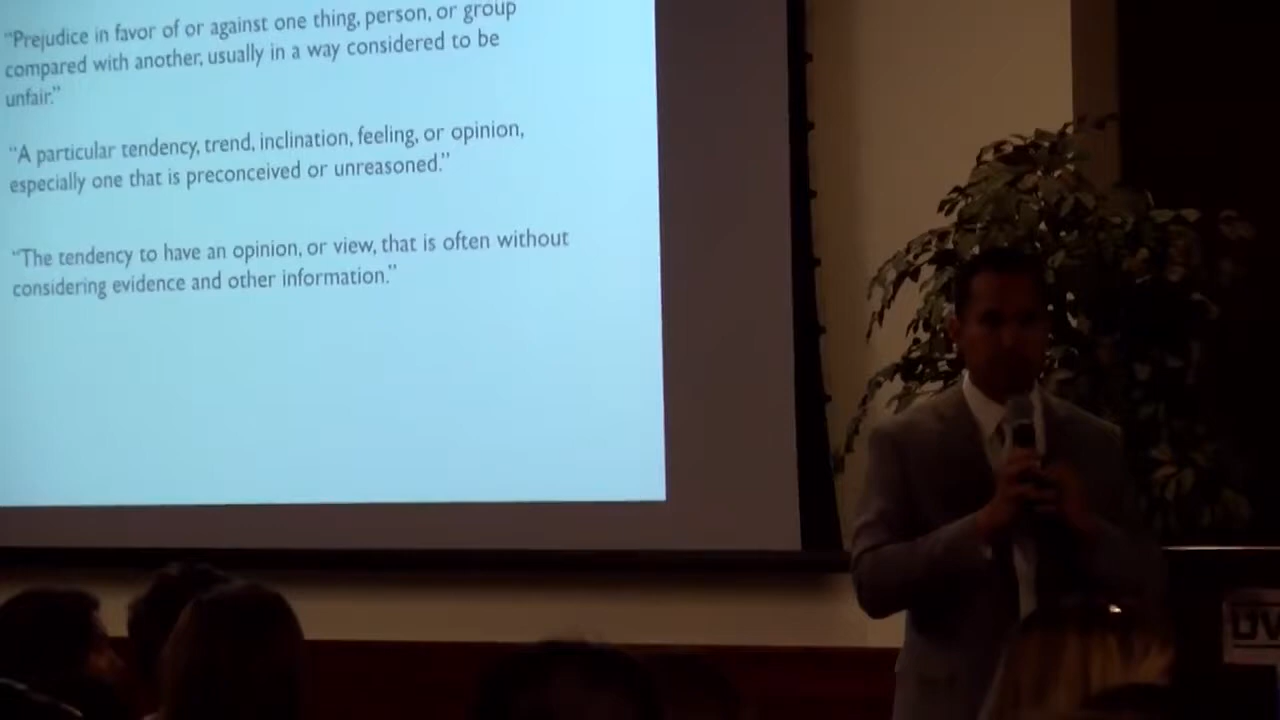 “Prejudice in favor of or against one thing, person, or group
compared with another, usually in a way considered to be
unfair.”
“A particular tendency, trend, inclination, feeling, or opinion,
especially one that is preconceived or unreasoned.”
“The tendency to have an opinion, or view, that is often without
considering evidence and other information.”